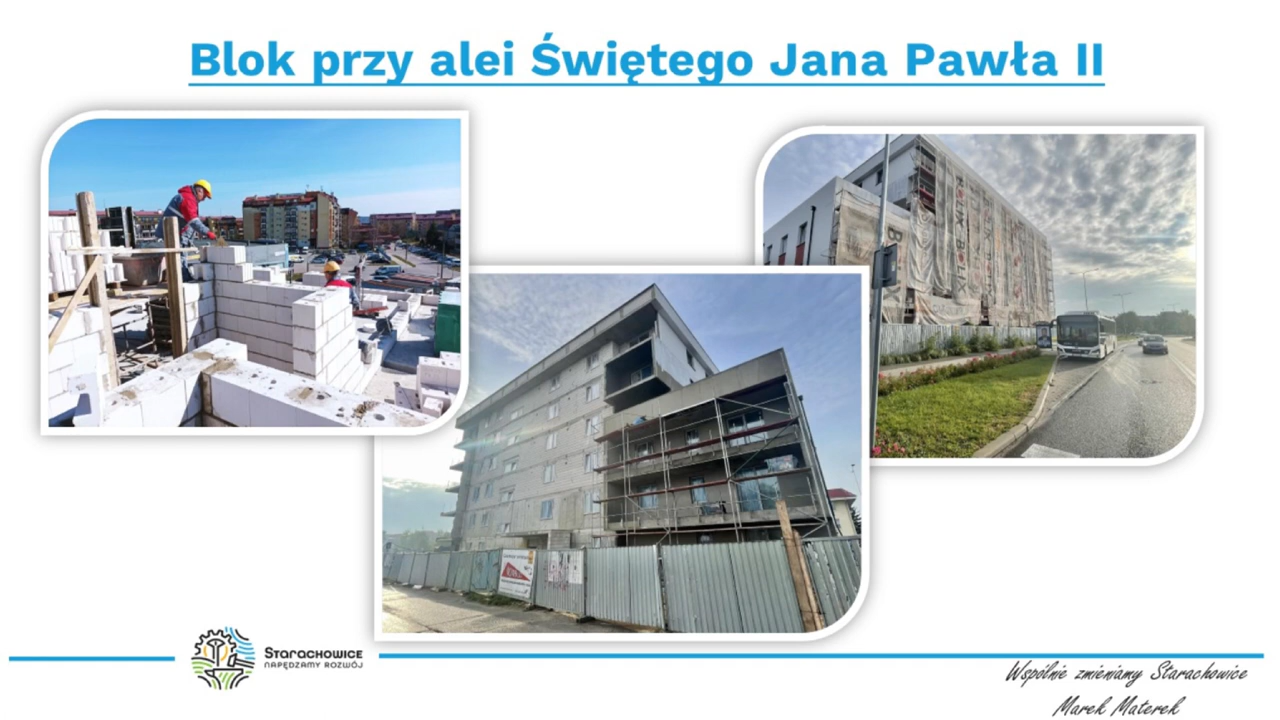 Blok przy alei Świętego Jana Pawła II
STARACHOWICE
NAPĘDZAMY ROZWÓJ
Wspólnie zmieniamy Starachowice
Marek Materek